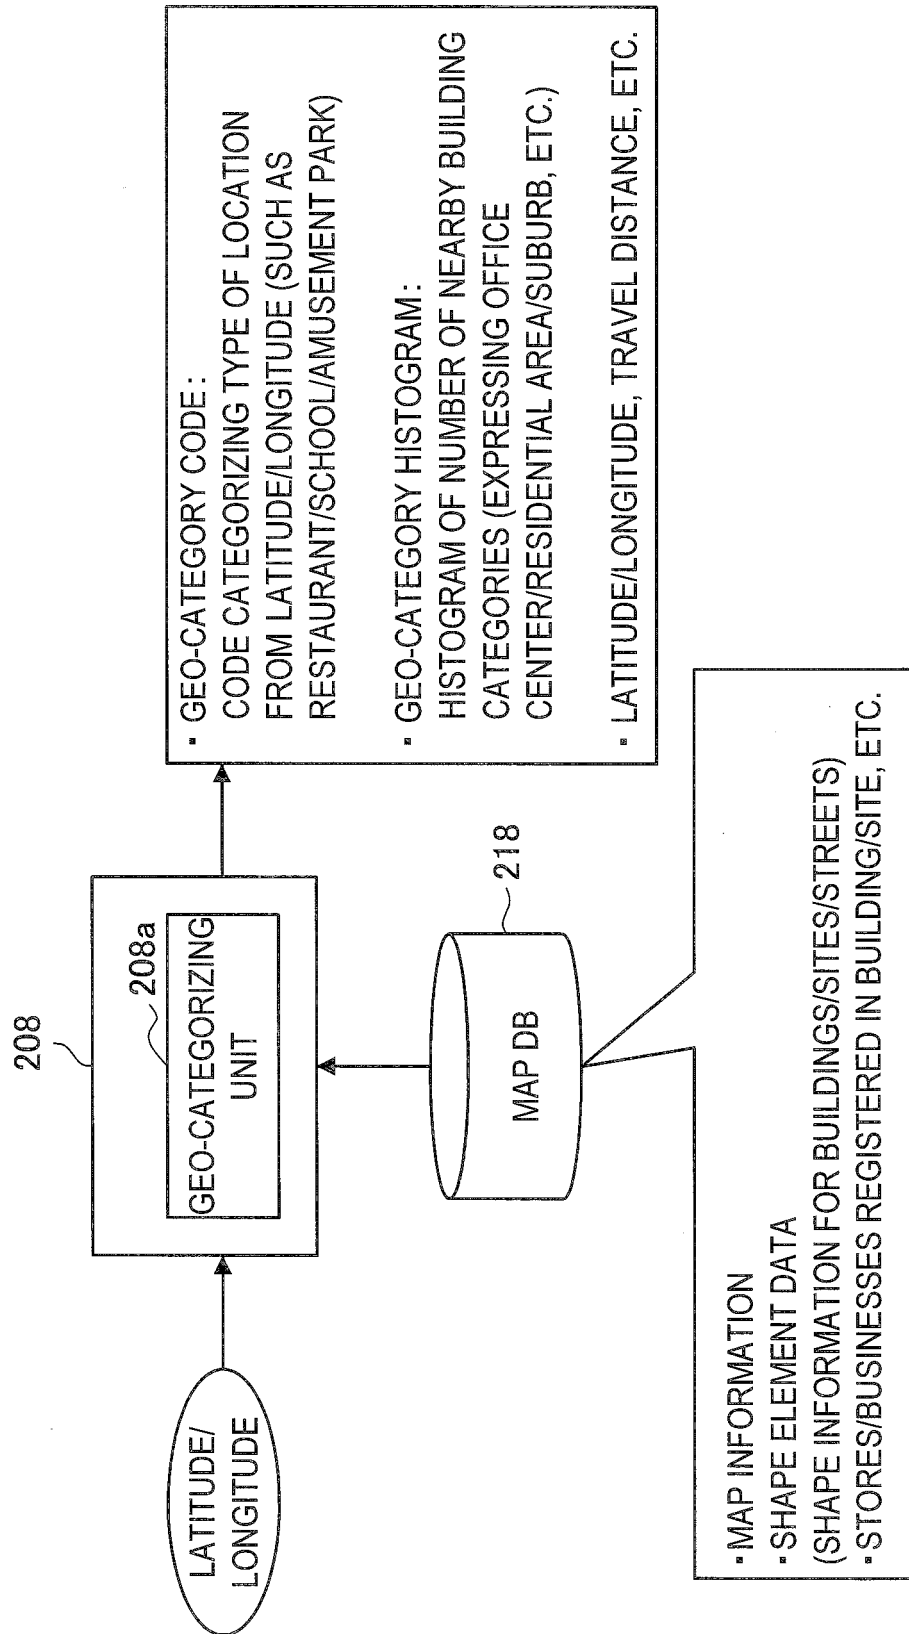 208
208a
GEO-CATEGORIZING
UNIT
LATITUDE/
LONGITUDE
▪ GEO-CATEGORY CODE :
CODE CATEGORIZING TYPE OF LOCATION
FROM LATITUDE/LONGITUDE (SUCH AS
RESTAURANT/SCHOOL/AMUSEMENT PARK)
▪ GEO-CATEGORY HISTOGRAM :
HISTOGRAM OF NUMBER OF NEARBY BUILDING
CATEGORIES (EXPRESSING OFFICE
CENTER/RESIDENTIAL AREA/SUBURB, ETC.)
▪ LATITUDE/LONGITUDE, TRAVEL DISTANCE, ETC.
218
MAP DB
▪ MAP INFORMATION
▪ SHAPE ELEMENT DATA
(SHAPE INFORMATION FOR BUILDINGS/SITES/STREETS)
▪ STORES/BUSINESSES REGISTERED IN BUILDING/SITE, ETC.